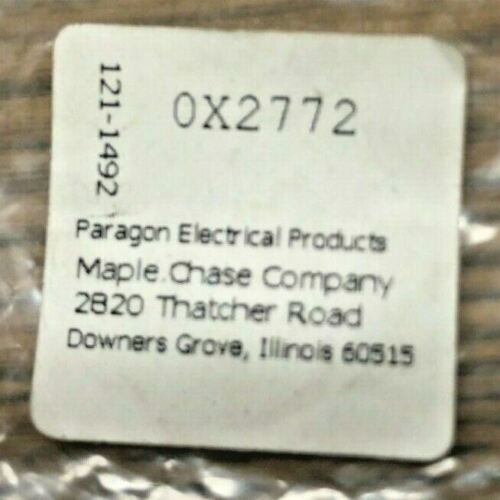 121-1492
0X2772
Paragon Electrical Products
Maple Chase Company
2820 Thatcher Road
Downers Grove, Illinois 60515